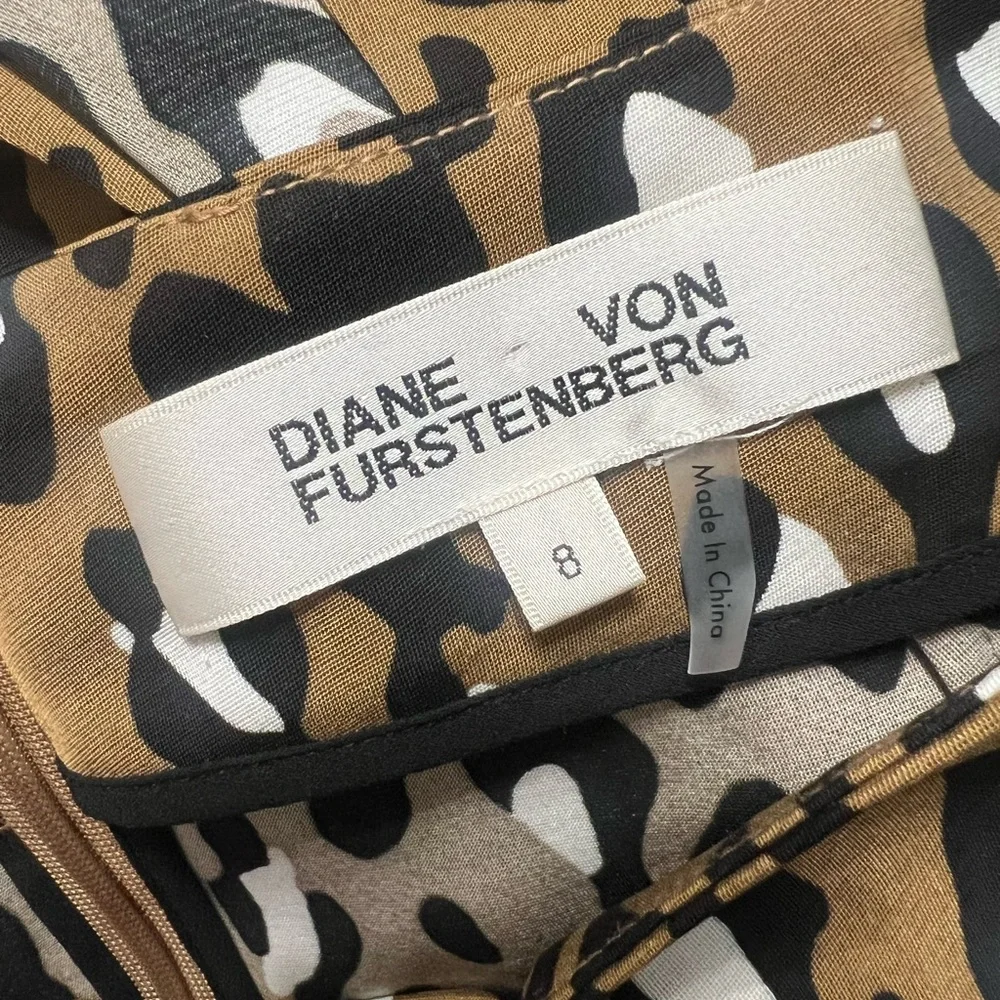 DIANE VON
FURSTENBERG
8
Made In China